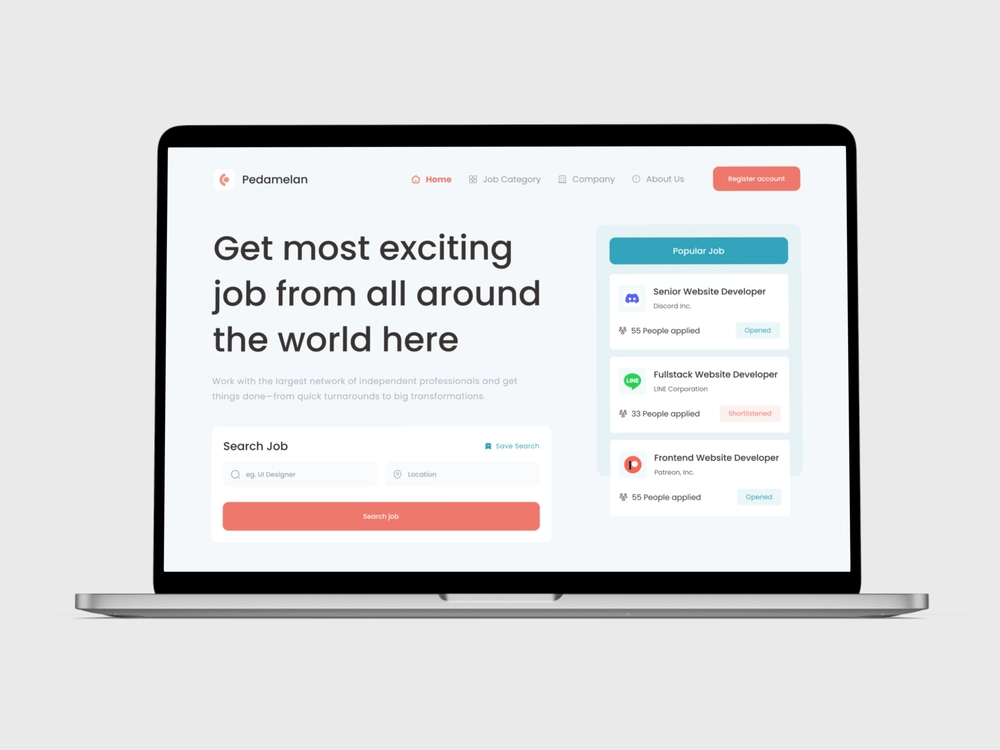 Pedamelan
Home
Job Category
Company
About Us
Register account
Get most exciting
job from all around
the world here
Work with the largest network of independent professionals and get
things done—from quick turnarounds to big transformations.
Search Job
Save Search
eg. UI Designer
Location
Search job
Popular Job
Senior Website Developer
Discord Inc.
55 People applied
Opened
LINE
Fullstack Website Developer
LINE Corporation
33 People applied
Shortlistened
Frontend Website Developer
Patreon, Inc.
55 People applied
Opened